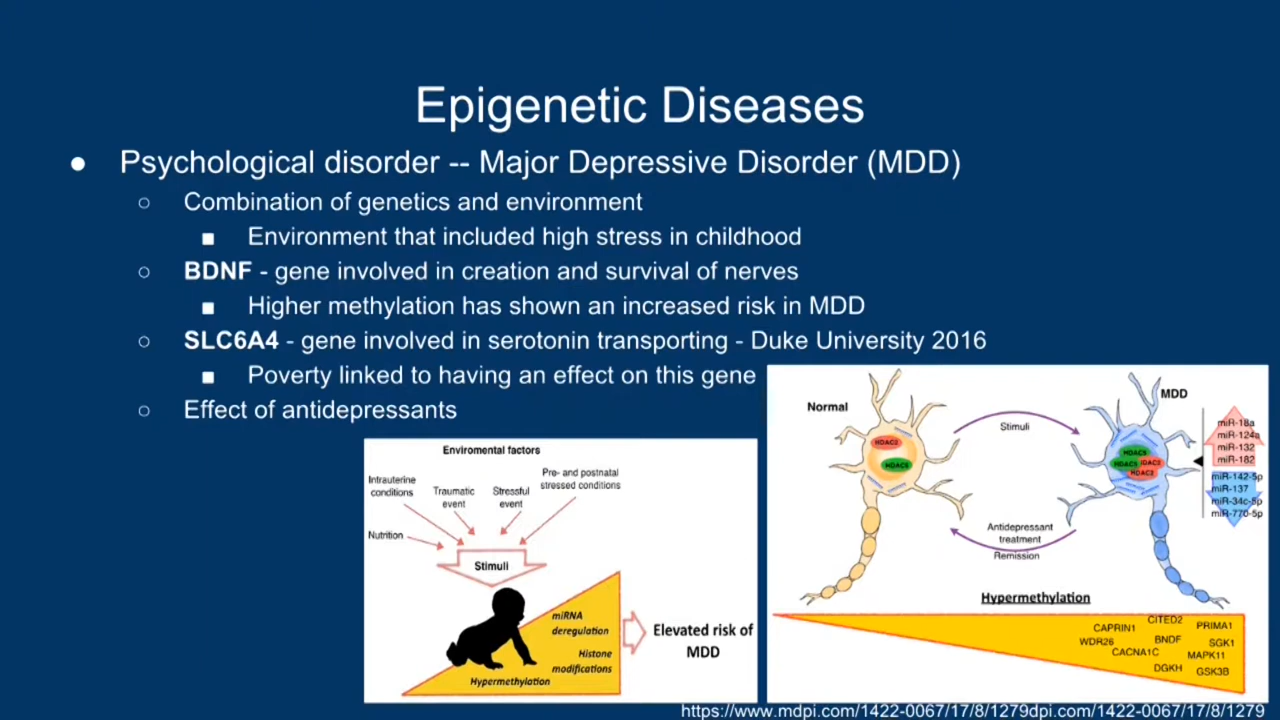 Epigenetic Diseases
● Psychological disorder -- Major Depressive Disorder (MDD)
○ Combination of genetics and environment
■ Environment that included high stress in childhood
○ BDNF - gene involved in creation and survival of nerves
■ Higher methylation has shown an increased risk in MDD
○ SLC6A4 - gene involved in serotonin transporting - Duke University 2016
■ Poverty linked to having an effect on this gene
○ Effect of antidepressants
Enviromental factors
Intrauterine
conditions
Traumatic
event
Stressful
event
Pre- and postnatal
stressed conditions
Nutrition
Stimuli
miRNA
deregulation
Histone
modifications
Hypermethylation
Elevated risk of
MDD
Normal
HDAC2
HDAC5
Stimuli
Antidepressant
treatment
Remission
MDD
HDAC5
HDAC5
HDAC2
miR-18a
miR-124a
miR-132
miR-182
miR-142-5p
miR-137
miR-34c-5p
miR-770-5p
Hypermethylation
CITED2
CAPRIN1
PRIMA1
WDR26
BNDF
SGK1
CACNA1C
MAPK11
DGKH
GSK3B
https://www.mdpi.com/1422-0067/17/8/1279dpi.com/1422-0067/17/8/1279